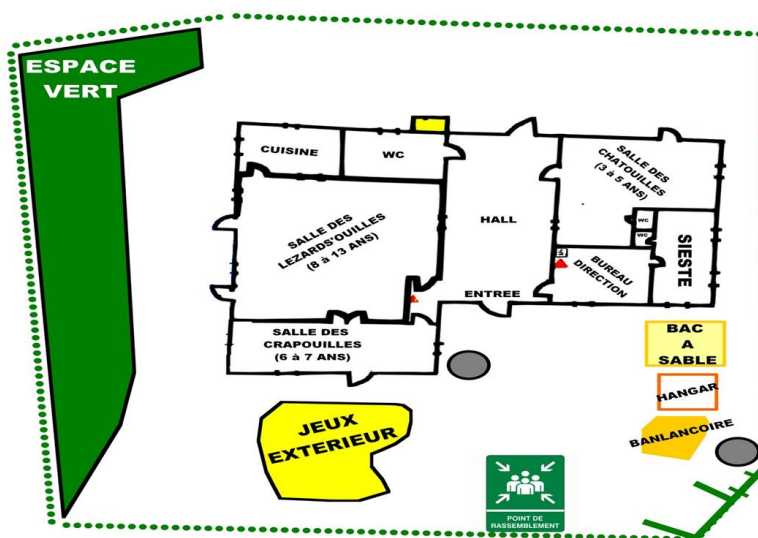 ESPACE
VERT
CUISINE
WC
SALLE DES
CHATOUILLES
(3 à 5 ANS)
SALLE DES
LEZARDS'OUILLES
(8 à 13 ANS)
HALL
WC
WC
SIESTE
BUREAU
DIRECTION
ENTREE
SALLE DES
CRAPOUILLES
(6 à 7 ANS)
BAC
A
SABLE
HANGAR
JEUX
EXTERIEUR
BANLANCOIRE
POINT DE
RASSEMBLEMENT